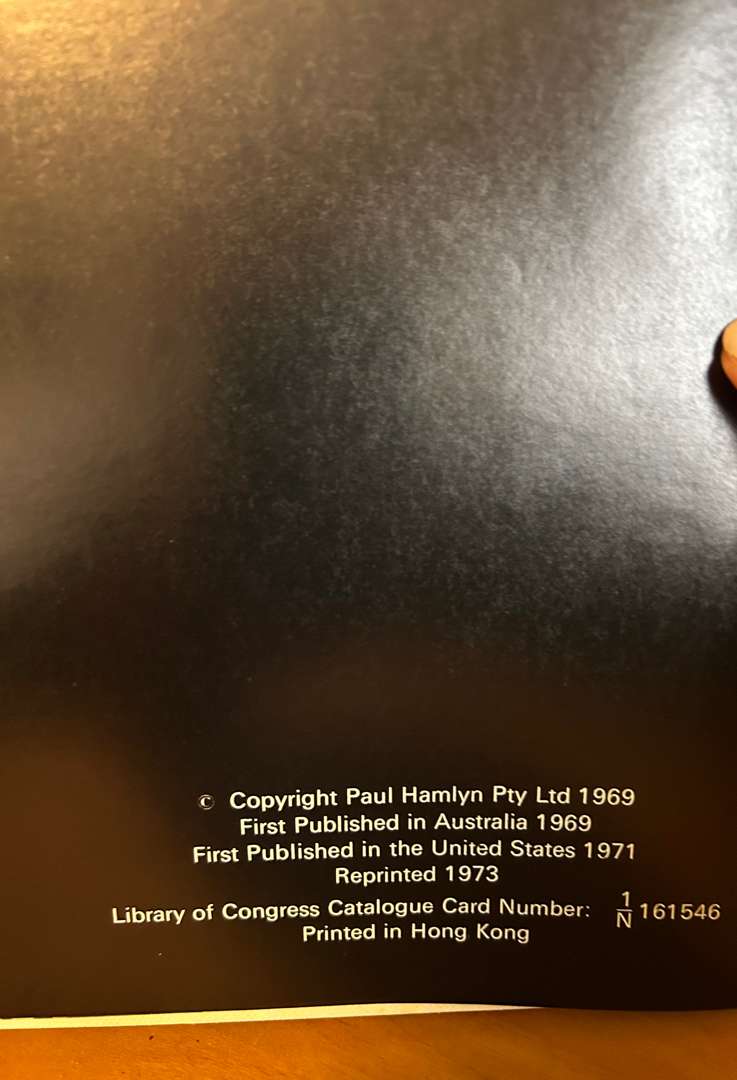 © Copyright Paul Hamlyn Pty Ltd 1969
First Published in Australia 1969
First Published in the United States 1971
Reprinted 1973
Library of Congress Catalogue Card Number: 1/N 161546
Printed in Hong Kong